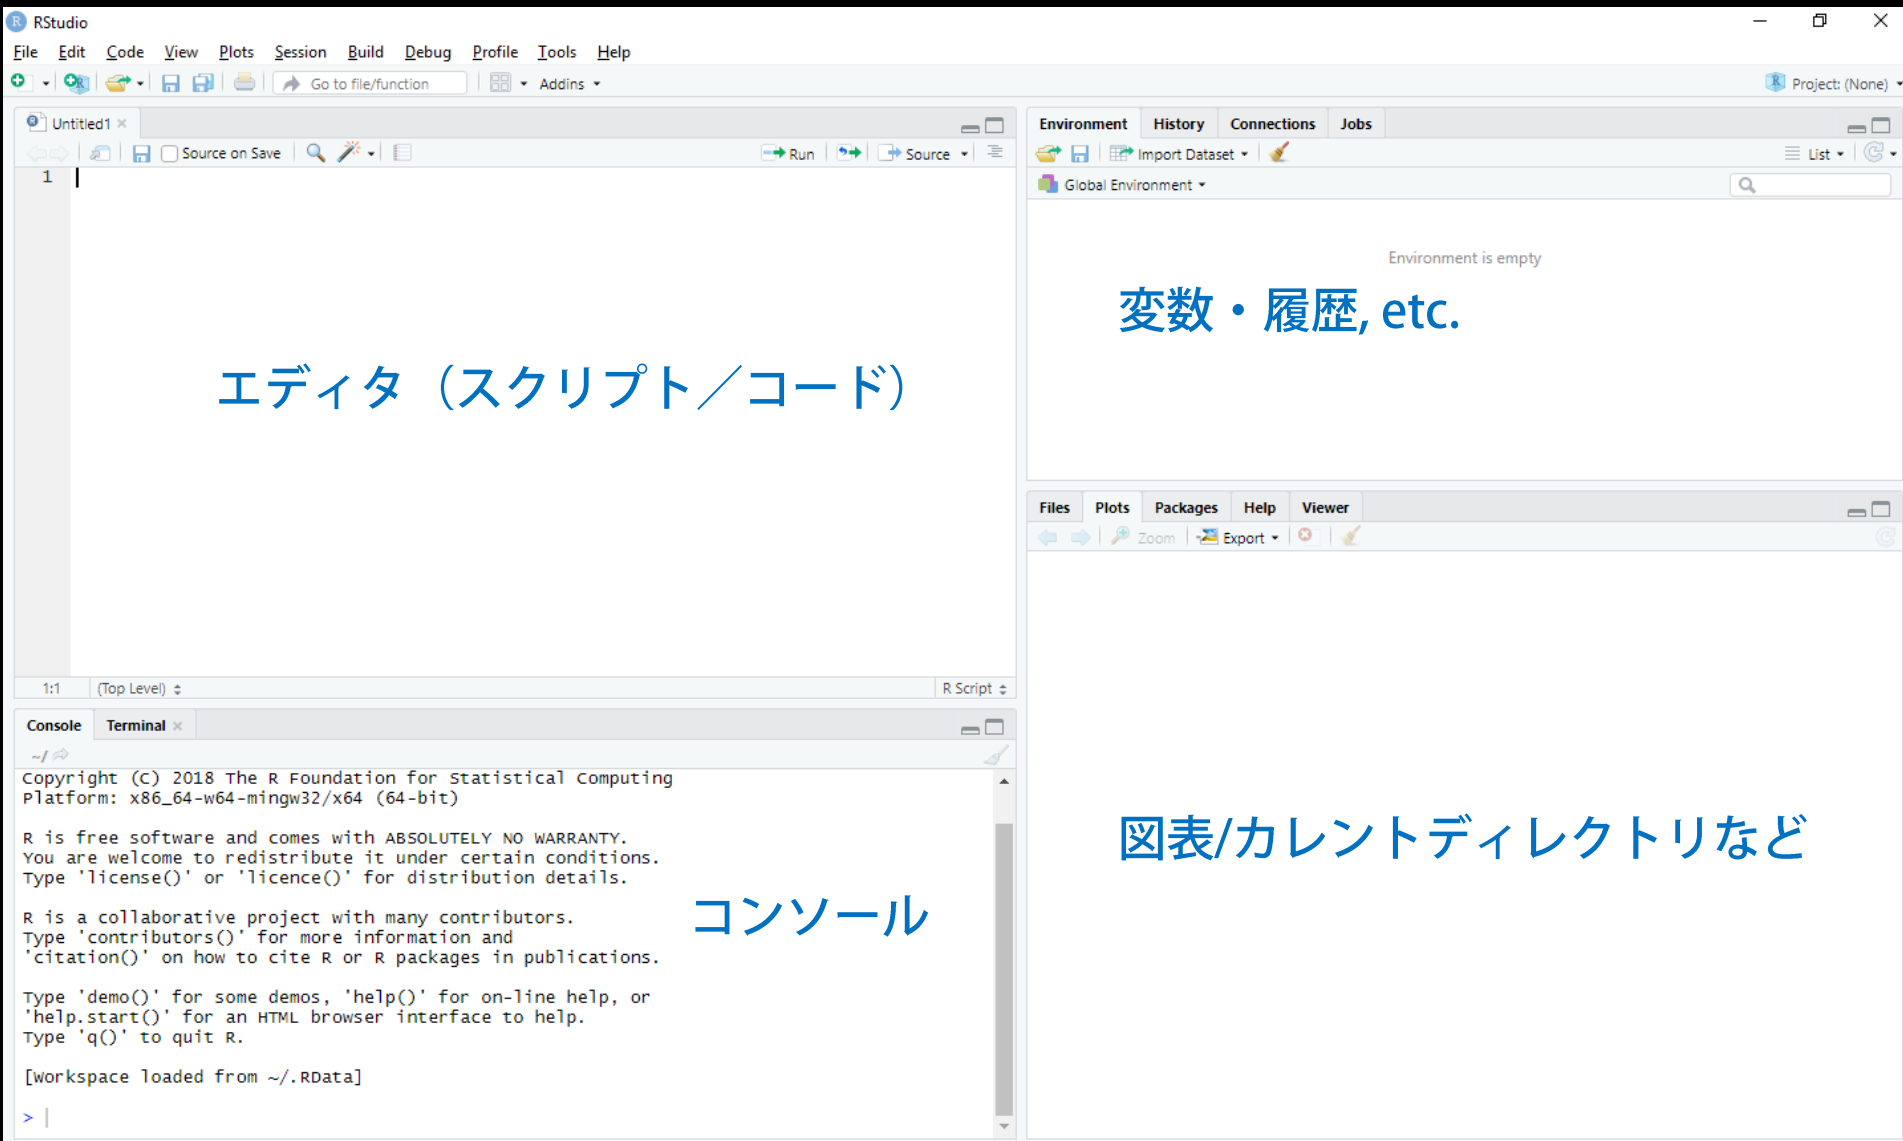 RStudio
File Edit Code View Plots Session Build Debug Profile Tools Help
Go to file/function Addins Project: (None)
Untitled1
Source on Save Run Source
1
エディタ（スクリプト／コード）
1:1 (Top Level) R Script
Console Terminal
~/
Copyright (C) 2018 The R Foundation for Statistical Computing
Platform: x86_64-w64-mingw32/x64 (64-bit)
R is free software and comes with ABSOLUTELY NO WARRANTY.
You are welcome to redistribute it under certain conditions.
Type 'license()' or 'licence()' for distribution details.
R is a collaborative project with many contributors.
Type 'contributors()' for more information and
'citation()' on how to cite R or R packages in publications.
Type 'demo()' for some demos, 'help()' for on-line help, or
'help.start()' for an HTML browser interface to help.
Type 'q()' to quit R.
[Workspace loaded from ~/.RData]
>
コンソール
Environment History Connections Jobs
Import Dataset List
Global Environment
Environment is empty
変数・履歴, etc.
Files Plots Packages Help Viewer
Zoom Export
図表/カレントディレクトリなど